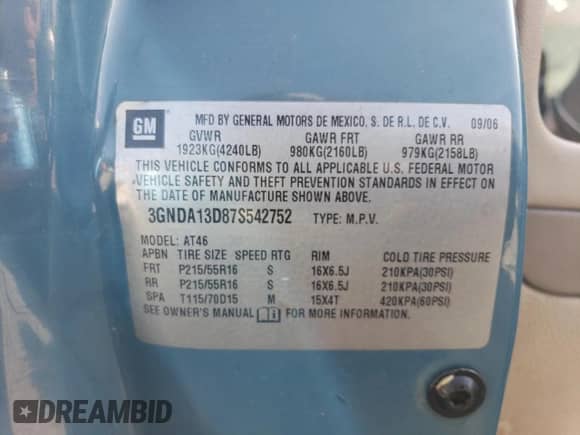 GM
MFD BY GENERAL MOTORS DE MEXICO, S. DE R.L. DE C.V. 09/06
GVWR GAWR FRT GAWR RR
1923KG(4240LB) 980KG(2160LB) 979KG(2158LB)
THIS VEHICLE CONFORMS TO ALL APPLICABLE U.S. FEDERAL MOTOR
VEHICLE SAFETY AND THEFT PREVENTION STANDARDS IN EFFECT ON
THE DATE OF MANUFACTURE SHOWN ABOVE.
3GNDA13D87S542752 TYPE: M.P.V.
MODEL: AT46
APBN TIRE SIZE SPEED RTG RIM COLD TIRE PRESSURE
FRT P215/55R16 S 16X6.5J 210KPA(30PSI)
RR P215/55R16 S 16X6.5J 210KPA(30PSI)
SPA T115/70D15 M 15X4T 420KPA(60PSI)
SEE OWNER'S MANUAL FOR MORE INFORMATION.
DREAMBID